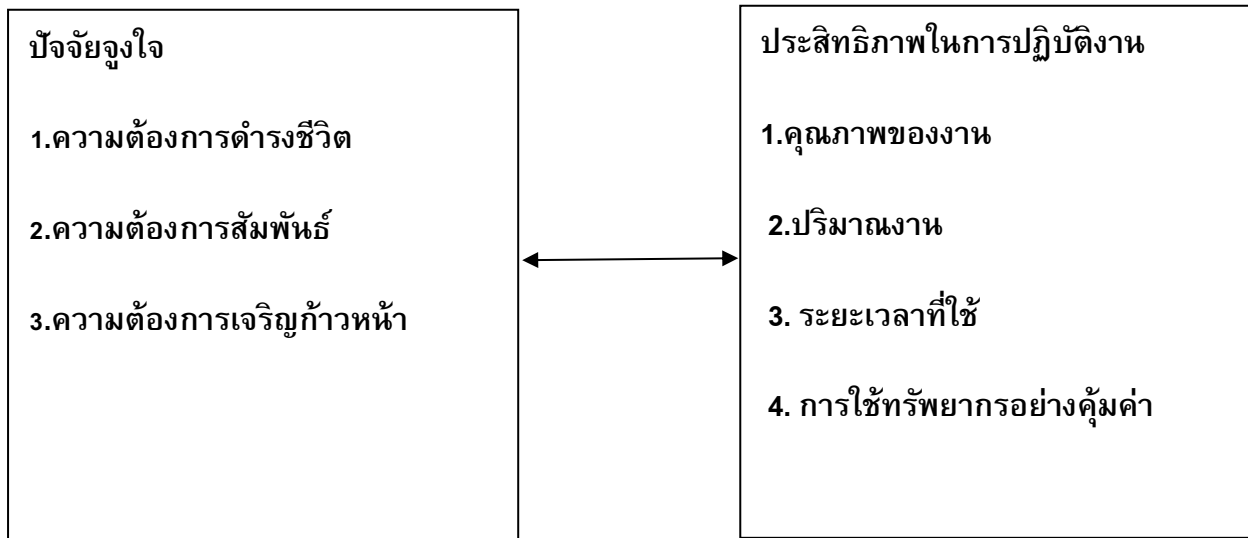 ปัจจัยจูงใจ
1.ความต้องการดำรงชีวิต
2.ความต้องการสัมพันธ์
3.ความต้องการเจริญก้าวหน้า
ประสิทธิภาพในการปฏิบัติงาน
1.คุณภาพของงาน
2.ปริมาณงาน
3. ระยะเวลาที่ใช้
4. การใช้ทรัพยากรอย่างคุ้มค่า